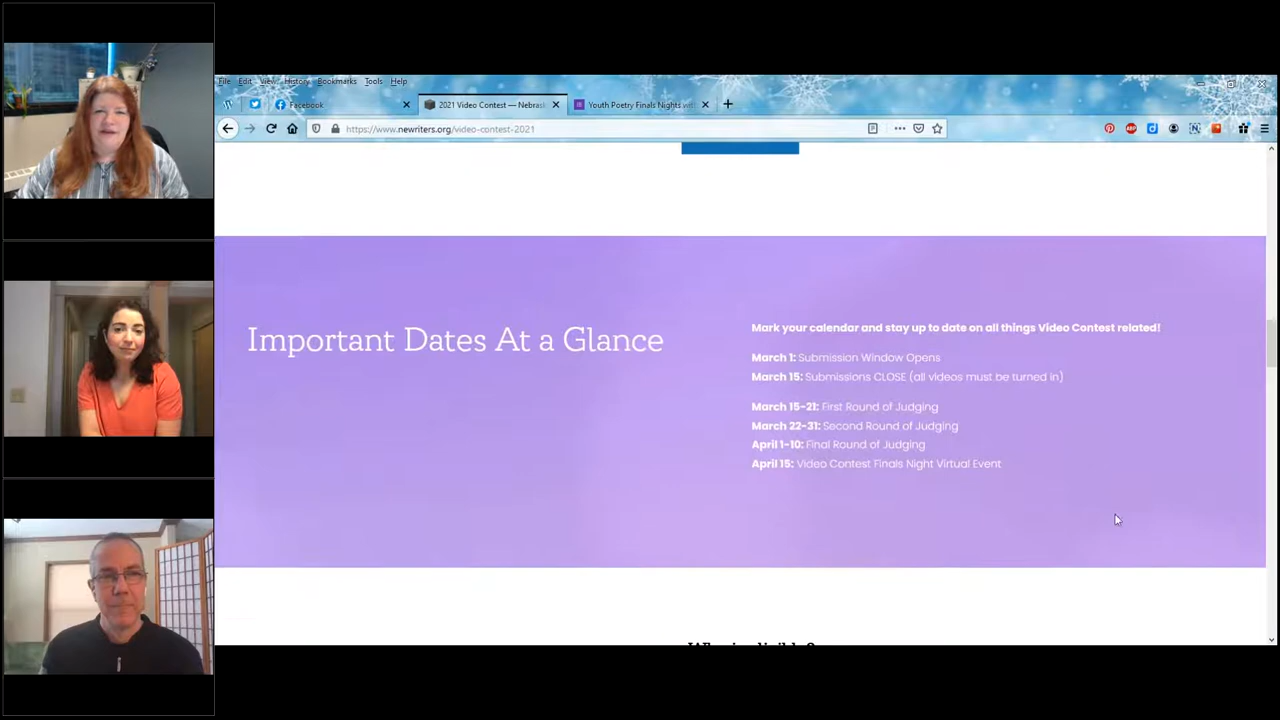 File Edit View History Bookmarks Tools Help
Facebook
2021 Video Contest — Nebrask
Youth Poetry Finals Nights wi
https://www.newriters.org/video-contest-2021
Important Dates At a Glance
Mark your calendar and stay up to date on all things Video Contest related!
March 1: Submission Window Opens
March 15: Submissions CLOSE (all videos must be turned in)
March 15-21: First Round of Judging
March 22-31: Second Round of Judging
April 1-10: Final Round of Judging
April 15: Video Contest Finals Night Virtual Event